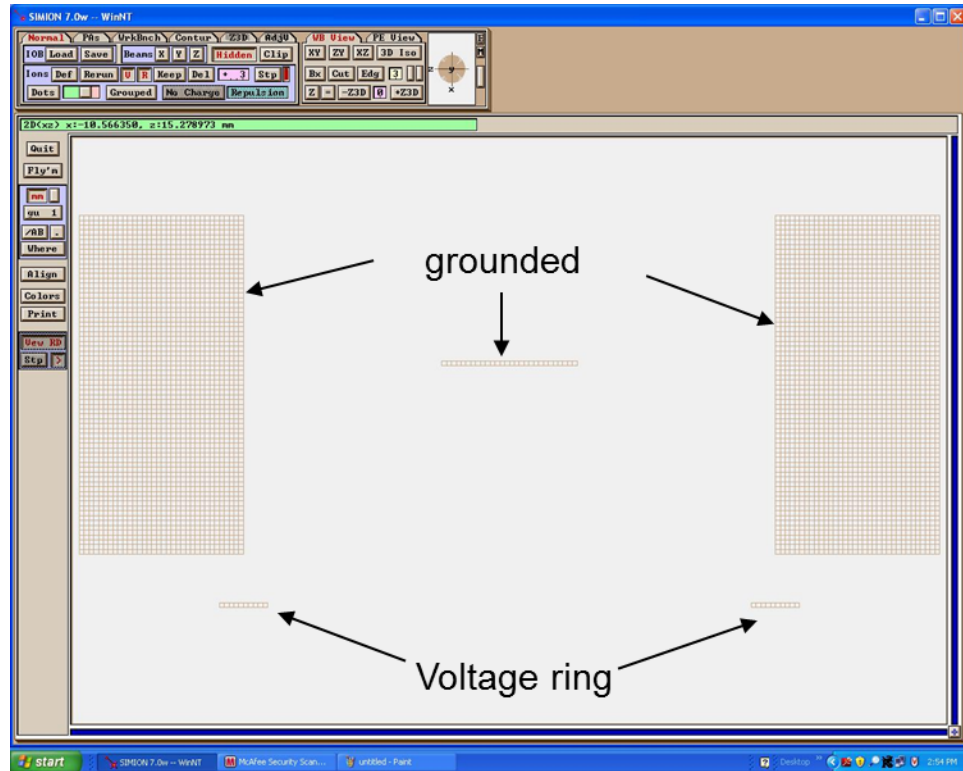 SIMION 7.0w -- WinNT
Normal PAs WrkBnch Contur Z3D AdjV WB View PE View
IOB Load Save Beams X Y Z Hidden Clip XY ZY XZ 3D Iso
Ions Def Rerun U R Keep Del + 3 Stp Bx Cut Edg 3
Dots Grouped No Charge Repulsion Z = -Z3D 0 +Z3D
z y x
2D(xz) x:-10.566350, z:15.278973 mm
Quit
Fly'm
mm
gu 1
/AB .
Where
Align
Colors
Print
Vew RD
Stp >
grounded
Voltage ring
start SIMION 7.0w -- WinNT McAfee Security Scan... untitled - Paint Desktop 2:54 PM